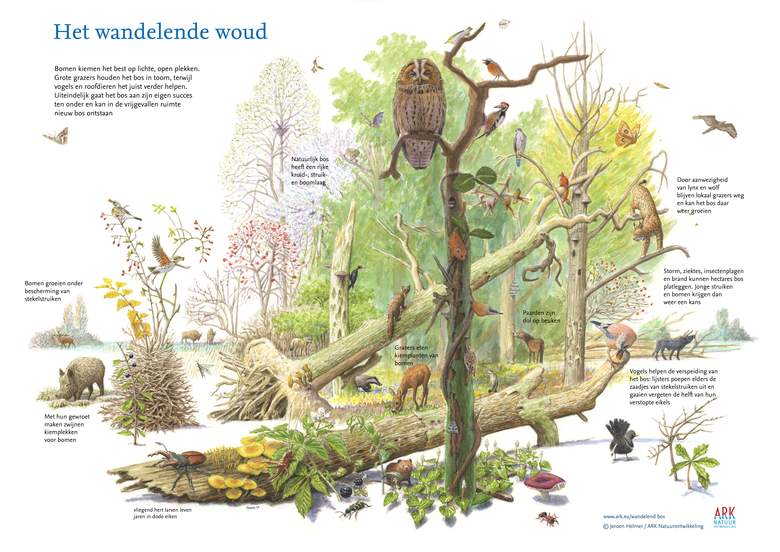 Het wandelende woud
Bomen kiemen het best op lichte, open plekken.
Grote grazers houden het bos in toom, terwijl
vogels en roofdieren het juist verder helpen.
Uiteindelijk gaat het bos aan zijn eigen succes
ten onder en kan in de vrijgevallen ruimte
nieuw bos ontstaan
Natuurlijk bos
heeft een rijke
kruid-, struik-
en boomlaag
Door aanwezigheid
van lynx en wolf
blijven lokaal grazers weg
en kan het bos daar
weer groeien
Bomen groeien onder
bescherming van
stekelstruiken
Storm, ziektes, insectenplagen
en brand kunnen hectares bos
platleggen. Jonge struiken
en bomen krijgen dan
weer een kans
Paarden zijn
dol op beuken
Grazers eten
kiemplanten van
bomen
Vogels helpen de verspreiding van
het bos: lijsters poepen elders de
zaadjes van stekelstruiken uit en
gaaien vergeten de helft van hun
verstopte eikels
Met hun gewroet
maken zwijnen
kiemplekken
voor bomen
vliegend hert larven leven
jaren in dode eiken
www.ark.eu/wandelend bos
© Jeroen Helmer / ARK Natuurontwikkeling
ARK
NATUUR
ONTWIKKELING